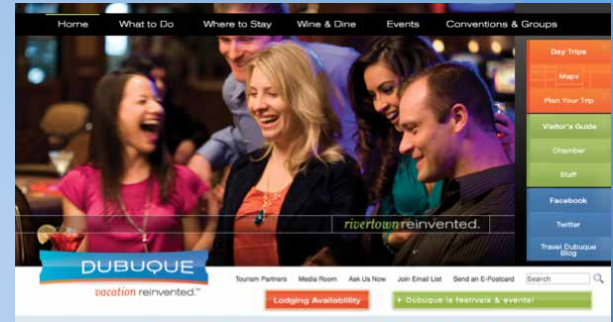 Home What to Do Where to Stay Wine & Dine Events Conventions & Groups
Day Trips
Maps
Plan Your Trip
Visitor's Guide
Chamber
Staff
Facebook
Twitter
Travel Dubuque
Blog
rivertown reinvented.
DUBUQUE
vacation reinvented.™
Tourism Partners Media Room Ask Us Now Join Email List Send an E-Postcard Search
Lodging Availability
Dubuque is festivals & events!